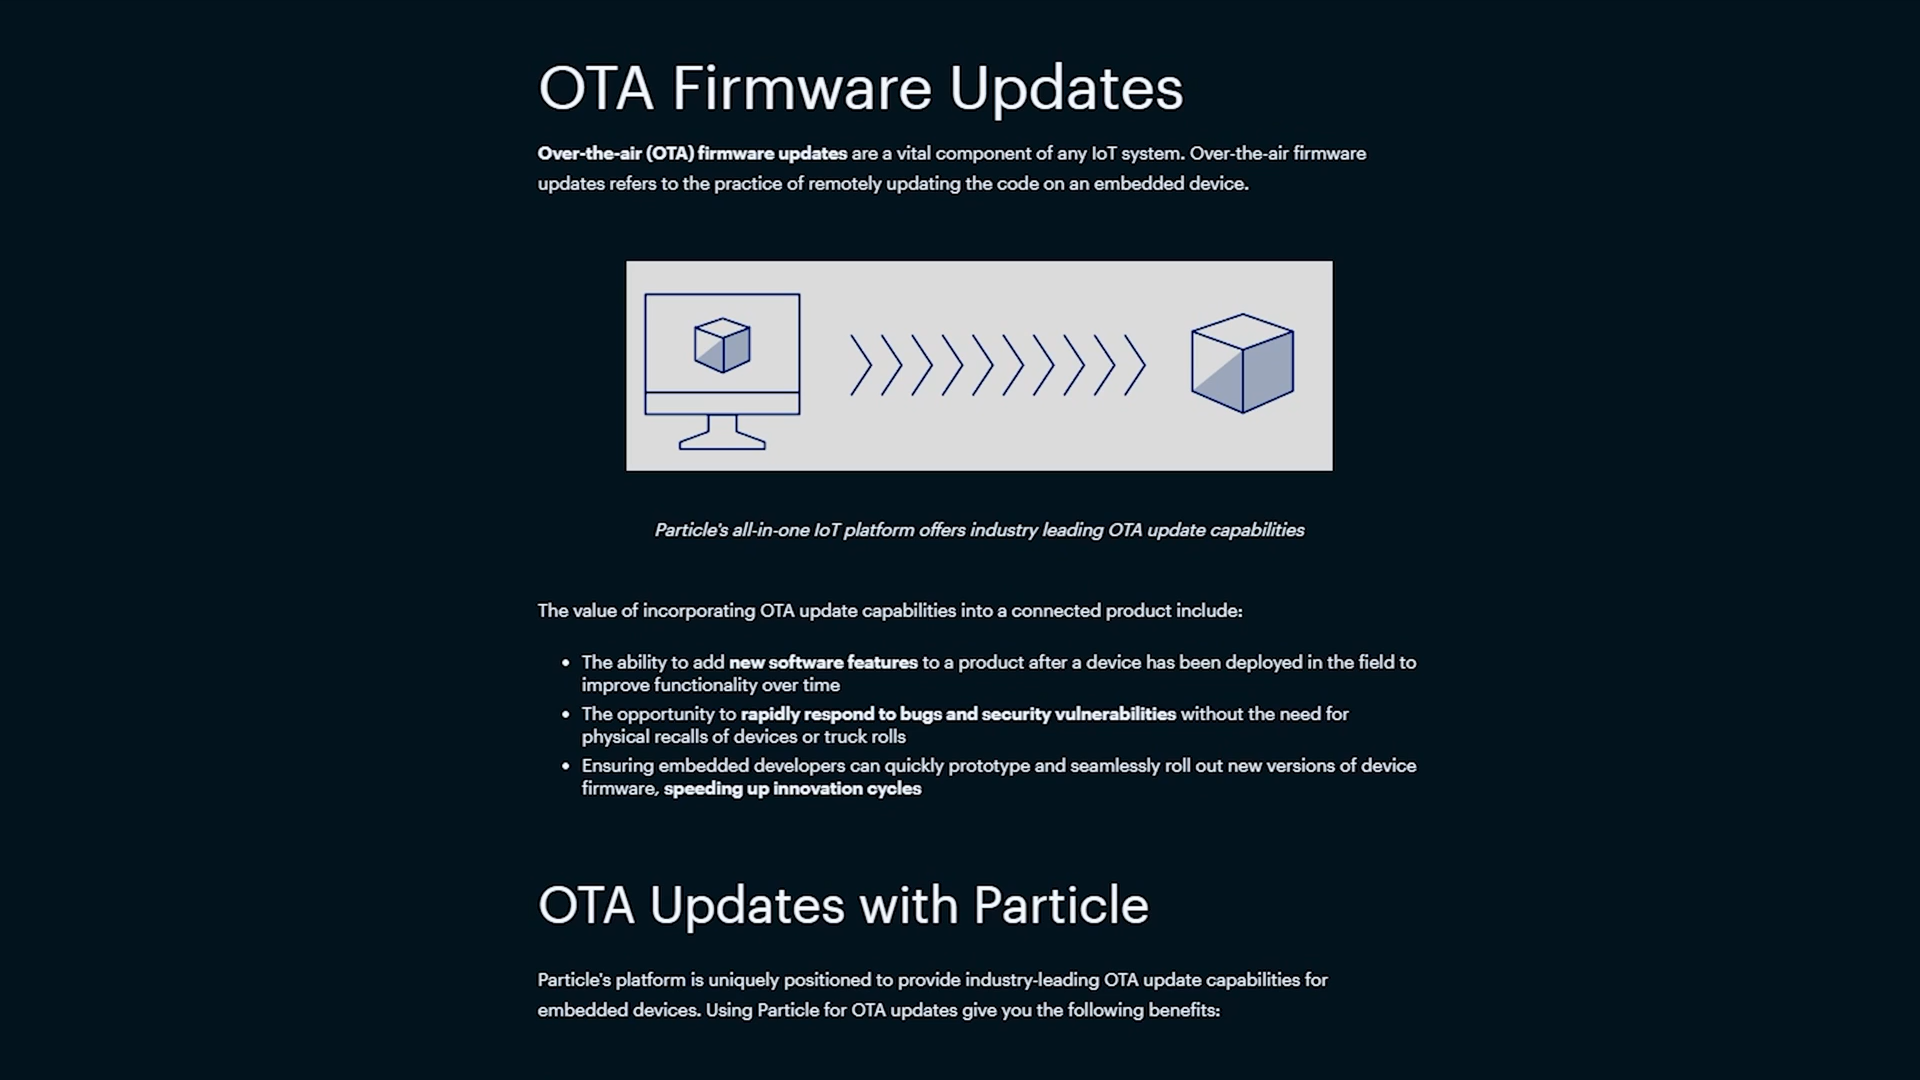 OTA Firmware Updates
Over-the-air (OTA) firmware updates are a vital component of any IoT system. Over-the-air firmware
updates refers to the practice of remotely updating the code on an embedded device.
Particle's all-in-one IoT platform offers industry leading OTA update capabilities
The value of incorporating OTA update capabilities into a connected product include:
• The ability to add new software features to a product after a device has been deployed in the field to
improve functionality over time
• The opportunity to rapidly respond to bugs and security vulnerabilities without the need for
physical recalls of devices or truck rolls
• Ensuring embedded developers can quickly prototype and seamlessly roll out new versions of device
firmware, speeding up innovation cycles
OTA Updates with Particle
Particle's platform is uniquely positioned to provide industry-leading OTA update capabilities for
embedded devices. Using Particle for OTA updates give you the following benefits: